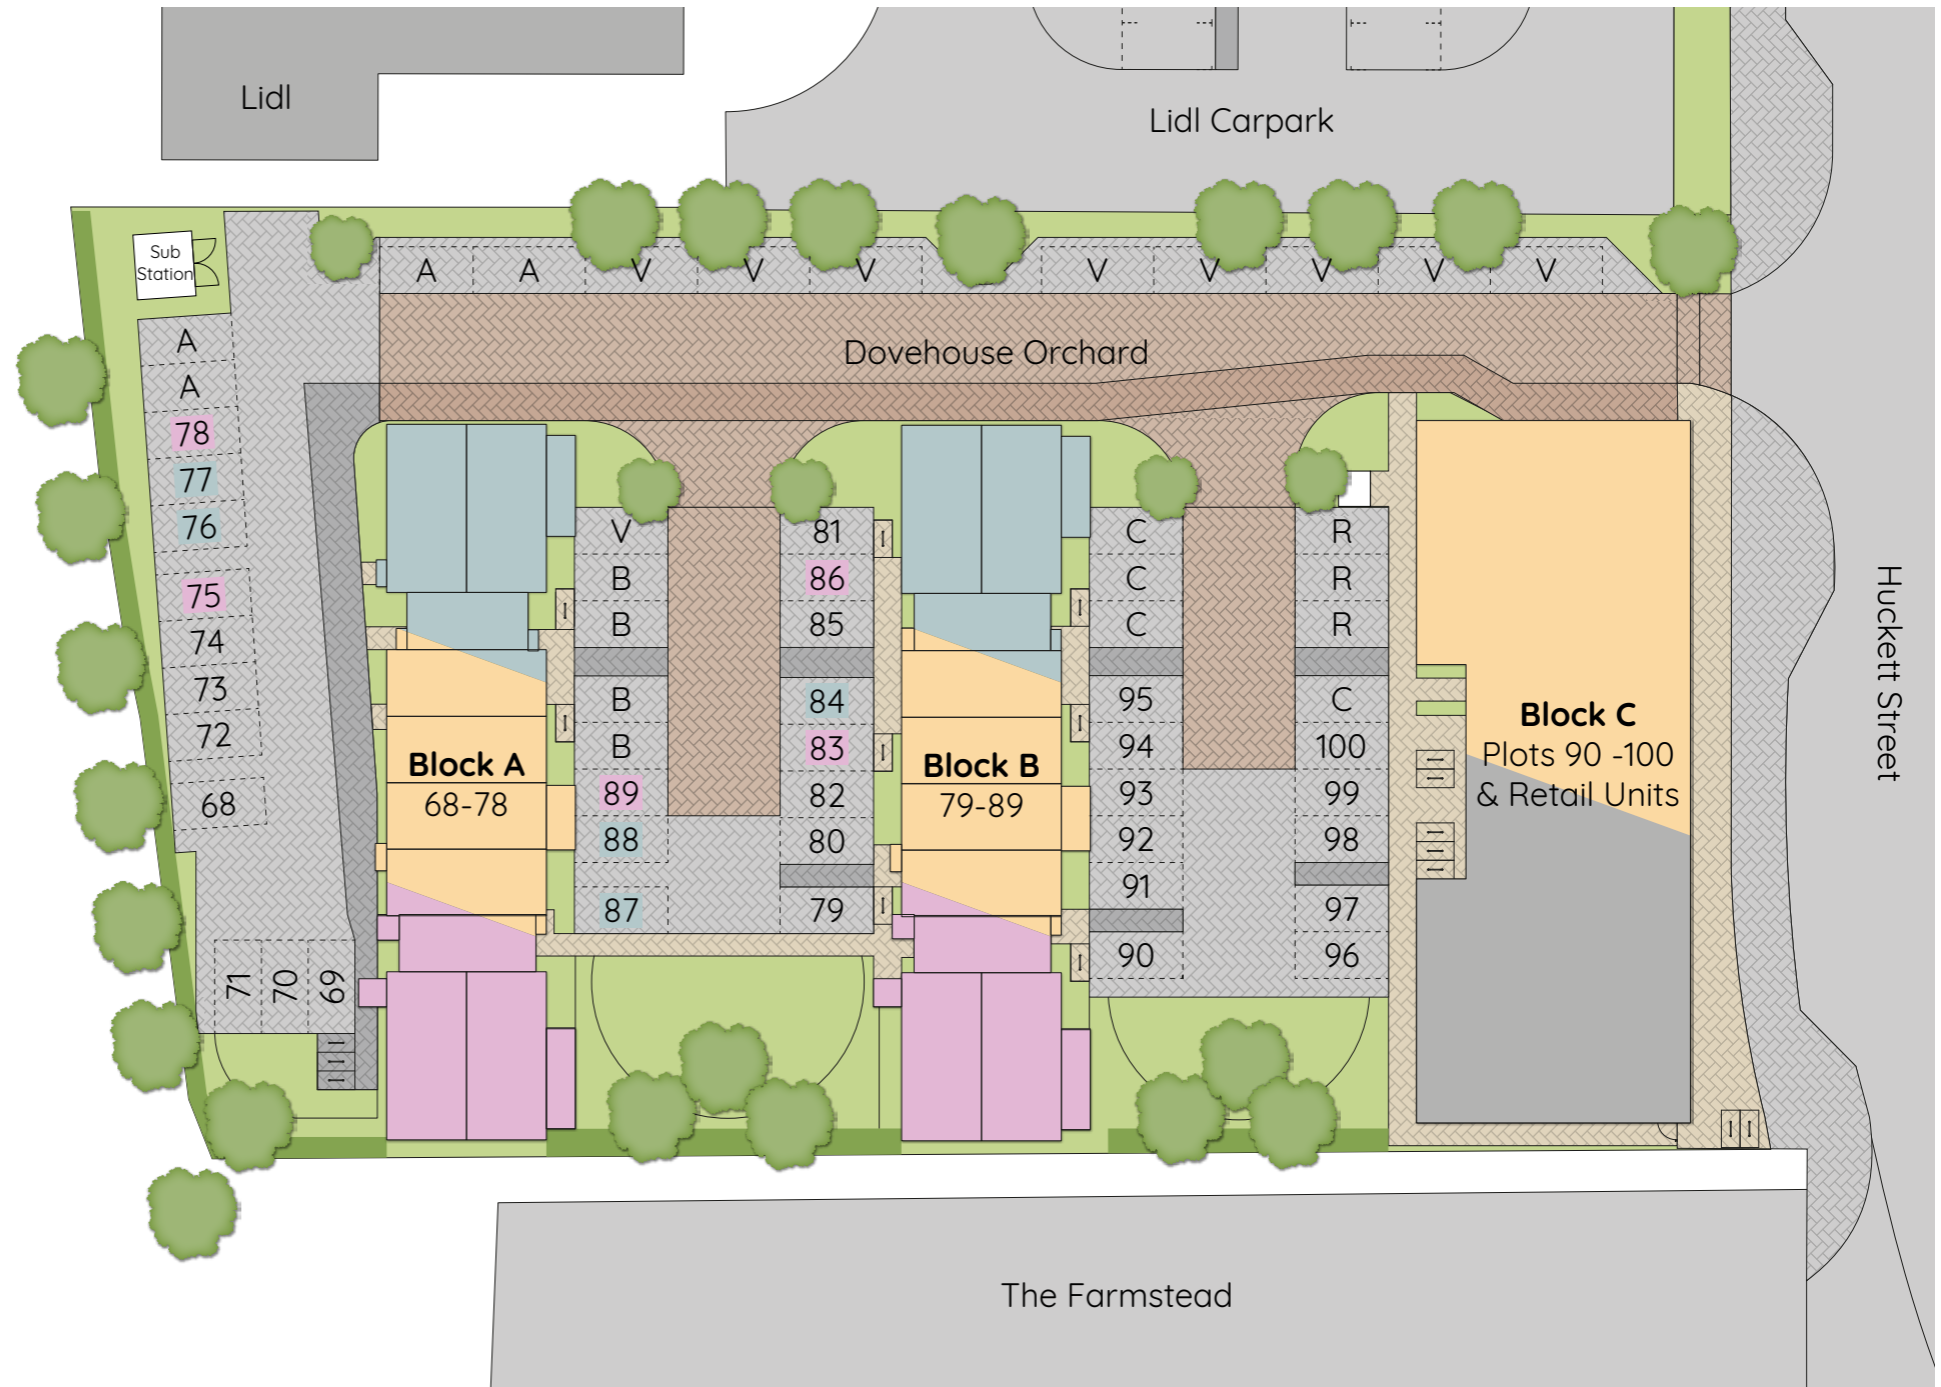 Lidl
Lidl Carpark
Sub
Station
A
A
V
V
V
V
V
V
V
V
Dovehouse Orchard
A
A
78
77
76
75
74
73
72
68
71
70
69
Block A
68-78
V
B
B
B
B
89
88
87
81
86
85
84
83
82
80
79
Block B
79-89
C
C
C
95
94
93
92
91
90
R
R
R
C
100
99
98
97
96
Block C
Plots 90 -100
& Retail Units
Huckett Street
The Farmstead